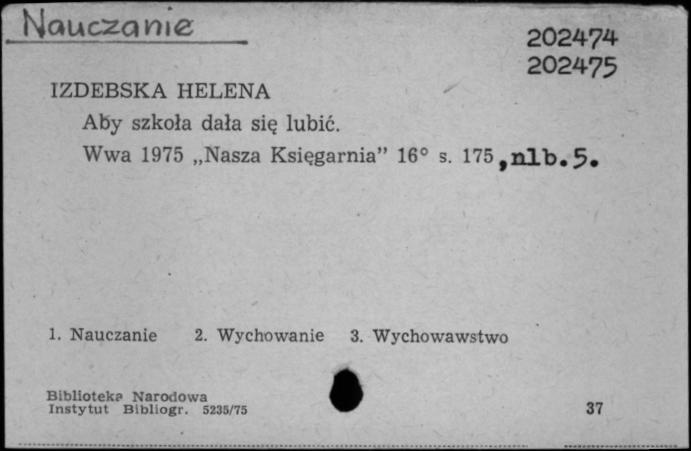 Nauczanie
202474
202475
IZDEBSKA HELENA
Aby szkoła dała się lubić.
Wwa 1975 „Nasza Księgarnia” 16° s. 175, nlb. 5.
1. Nauczanie 2. Wychowanie 3. Wychowawstwo
Biblioteka Narodowa
Instytut Bibliogr. 5235/75
37